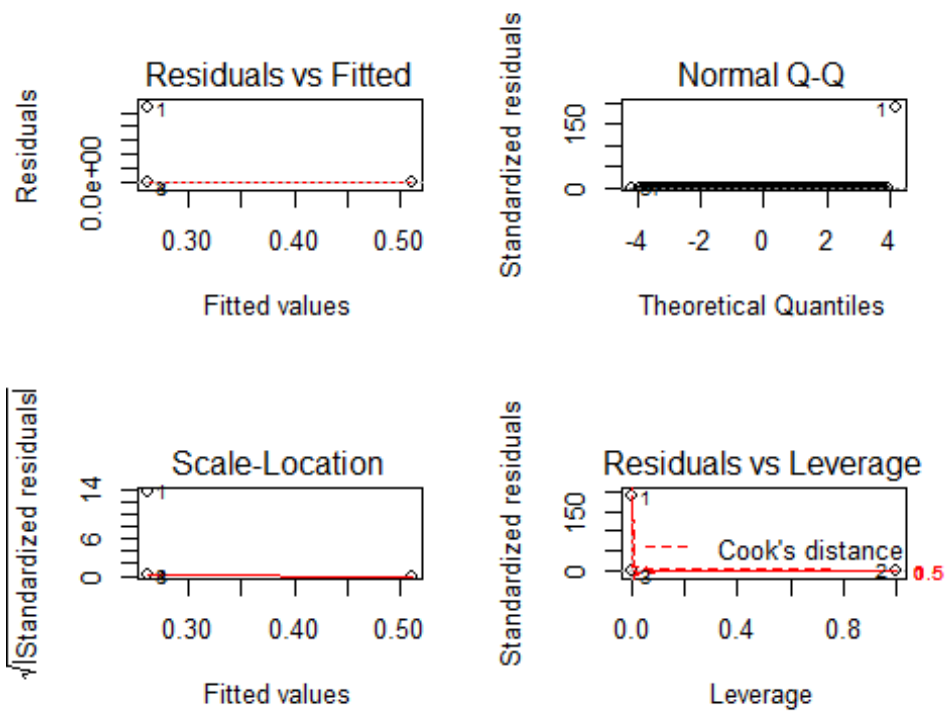 Residuals vs Fitted
Residuals
0.0e+00
1
3
0.30 0.40 0.50
Fitted values
Normal Q-Q
Standardized residuals
0 150
1
-4 -2 0 2 4
Theoretical Quantiles
Scale-Location
√|Standardized residuals|
0 6 14
1
3
0.30 0.40 0.50
Fitted values
Residuals vs Leverage
Standardized residuals
0 150
1
Cook's distance
3
2
0.0 0.4 0.8
Leverage